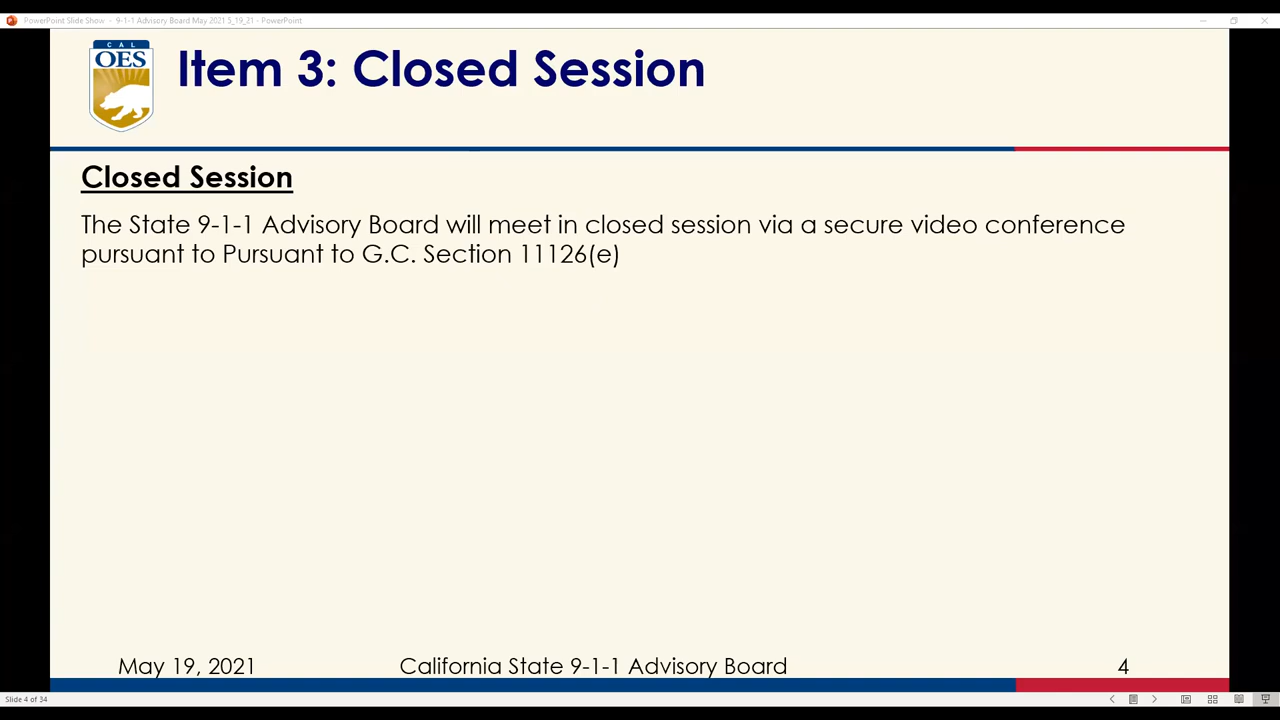 PowerPoint Slide Show - 9-1-1 Advisory Board May 2021 5_19_21 - PowerPoint
CAL
OES
Item 3: Closed Session
Closed Session
The State 9-1-1 Advisory Board will meet in closed session via a secure video conference
pursuant to Pursuant to G.C. Section 11126(e)
May 19, 2021 California State 9-1-1 Advisory Board 4
Slide 4 of 34